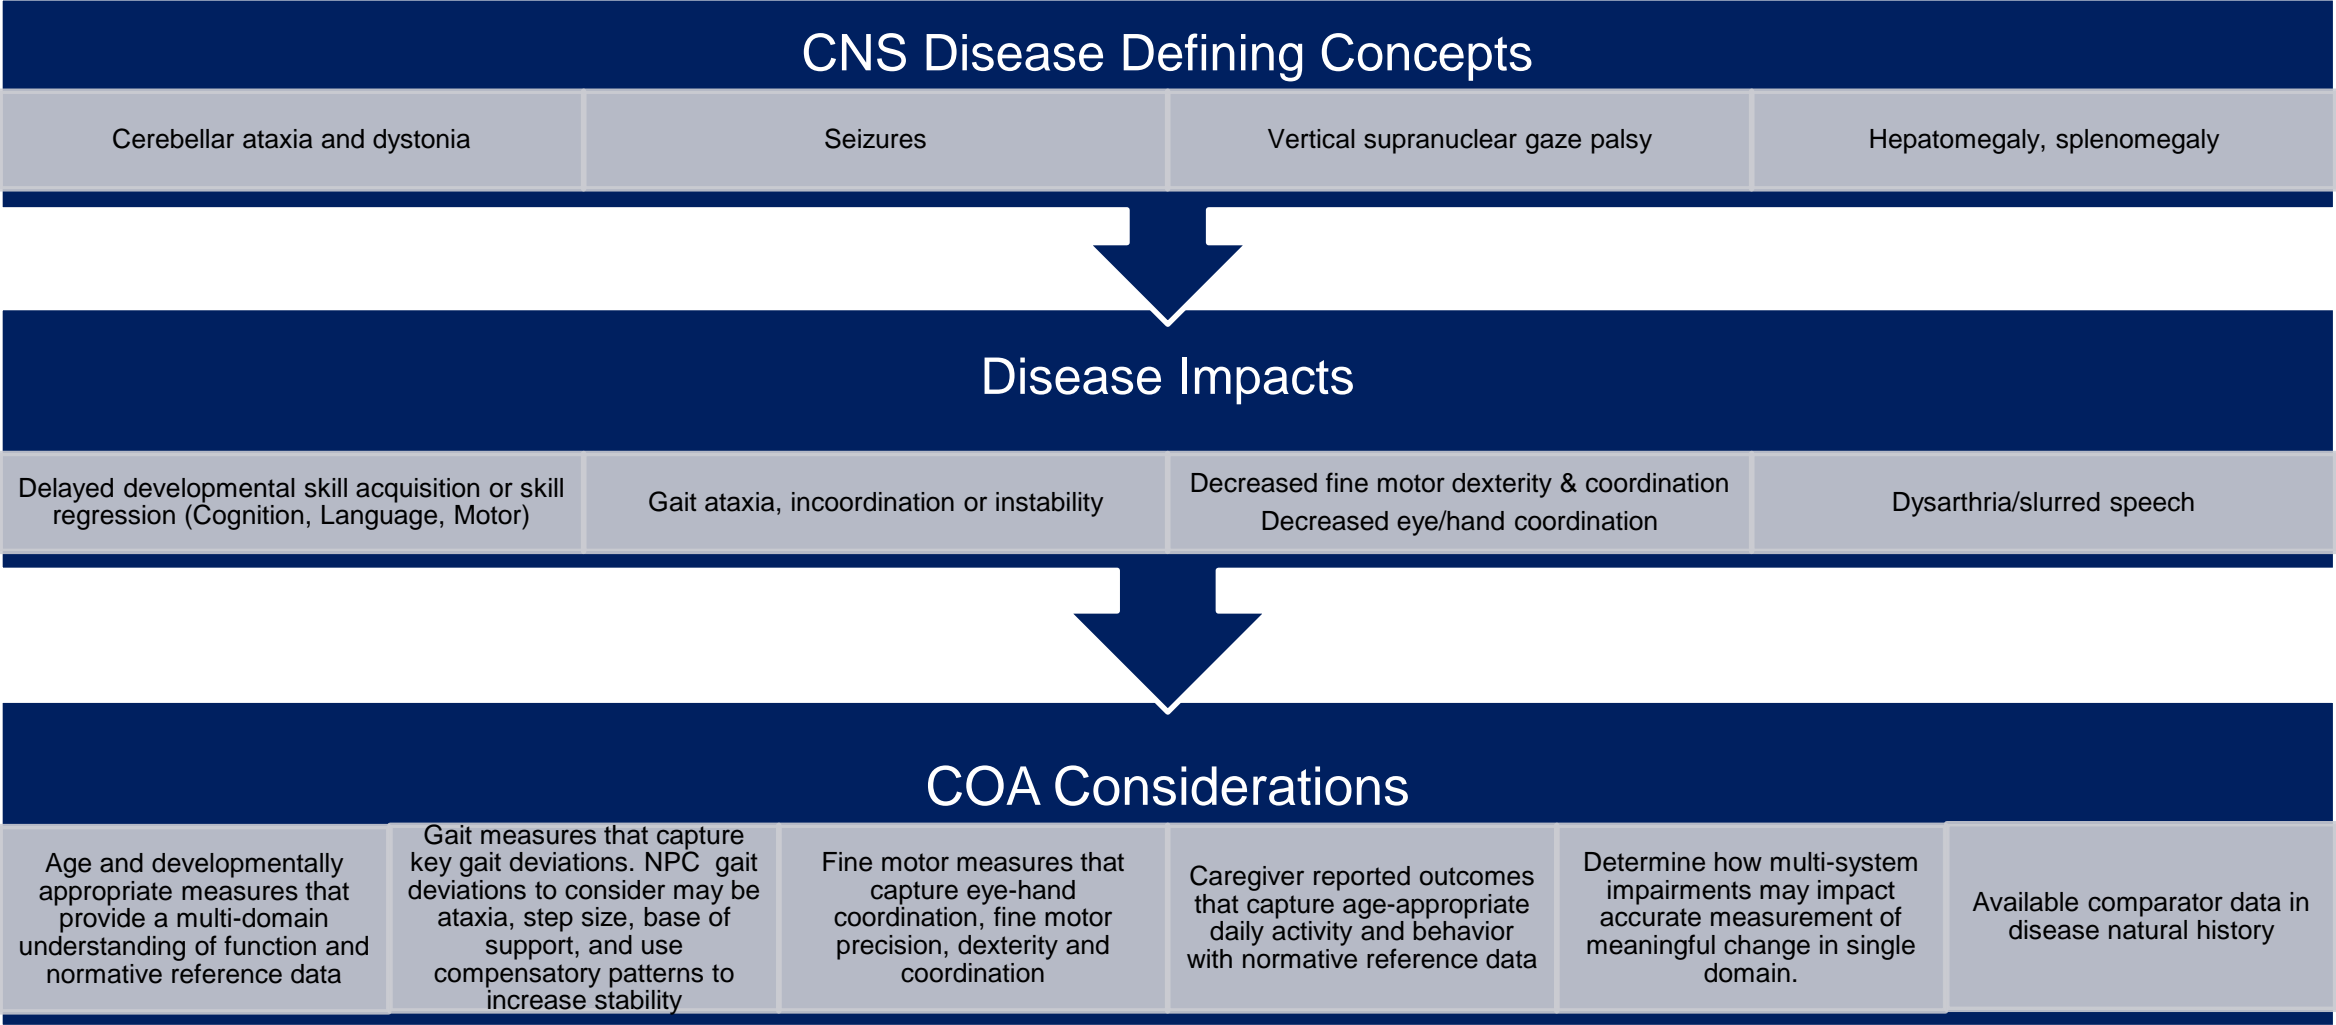 CNS Disease Defining Concepts
Cerebellar ataxia and dystonia
Seizures
Vertical supranuclear gaze palsy
Hepatomegaly, splenomegaly
Disease Impacts
Delayed developmental skill acquisition or skill
regression (Cognition, Language, Motor)
Gait ataxia, incoordination or instability
Decreased fine motor dexterity & coordination
Decreased eye/hand coordination
Dysarthria/slurred speech
COA Considerations
Age and developmentally
appropriate measures that
provide a multi-domain
understanding of function and
normative reference data
Gait measures that capture
key gait deviations. NPC  gait
deviations to consider may be
ataxia, step size, base of
support, and use
compensatory patterns to
increase stability
Fine motor measures that
capture eye-hand
coordination, fine motor
precision, dexterity and
coordination
Caregiver reported outcomes
that capture age-appropriate
daily activity and behavior
with normative reference data
Determine how multi-system
impairments may impact
accurate measurement of
meaningful change in single
domain.
Available comparator data in
disease natural history